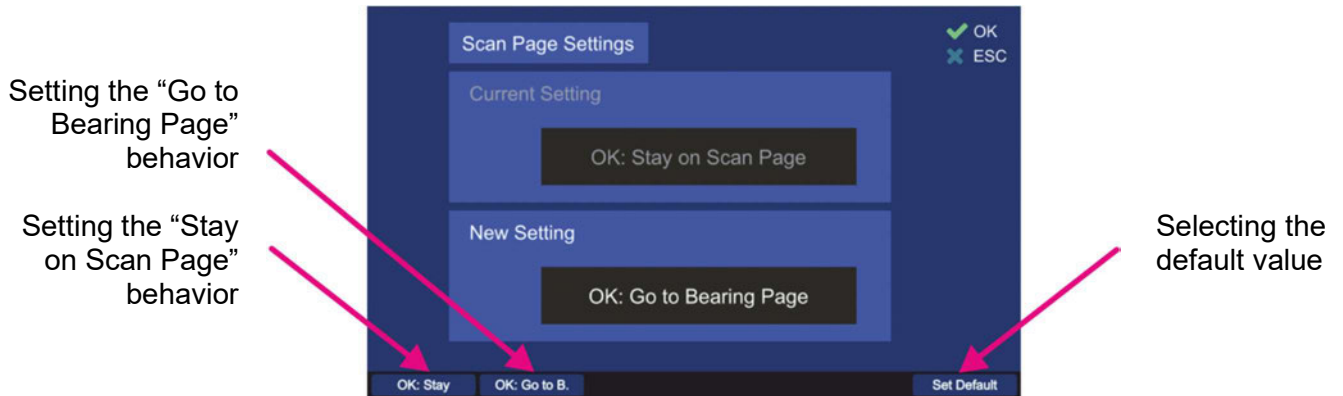 Setting the “Go to
Bearing Page”
behavior
Setting the “Stay
on Scan Page”
behavior
Scan Page Settings
OK
ESC
Current Setting
OK: Stay on Scan Page
New Setting
OK: Go to Bearing Page
OK: Stay
OK: Go to B.
Set Default
Selecting the
default value